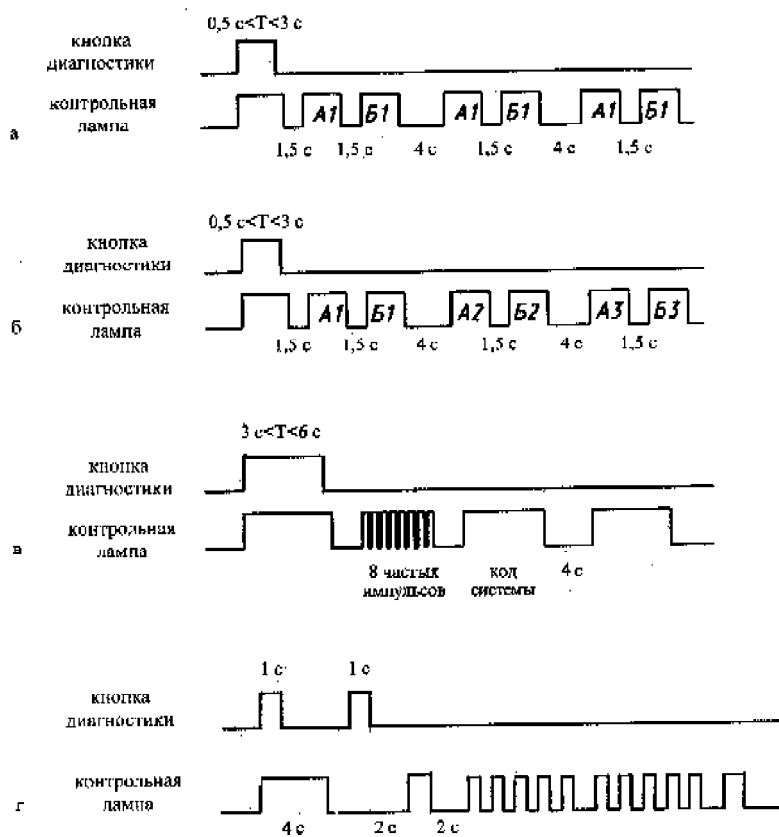 0,5 c<T<3 c
кнопка
диагностики
контрольная
лампа
А1 Б1 А1 Б1 А1 Б1
а
1,5 c 1,5 c 4 c 1,5 c 4 c 1,5 c
0,5 c<T<3 c
кнопка
диагностики
контрольная
лампа
А1 Б1 А2 Б2 А3 Б3
б
1,5 c 1,5 c 4 c 1,5 c 4 c 1,5 c
3 c<T<6 c
кнопка
диагностики
контрольная
лампа
в
8 частых
импульсов
код
системы
4 c
1 c 1 c
кнопка
диагностики
контрольная
лампа
г
4 c 2 c 2 c